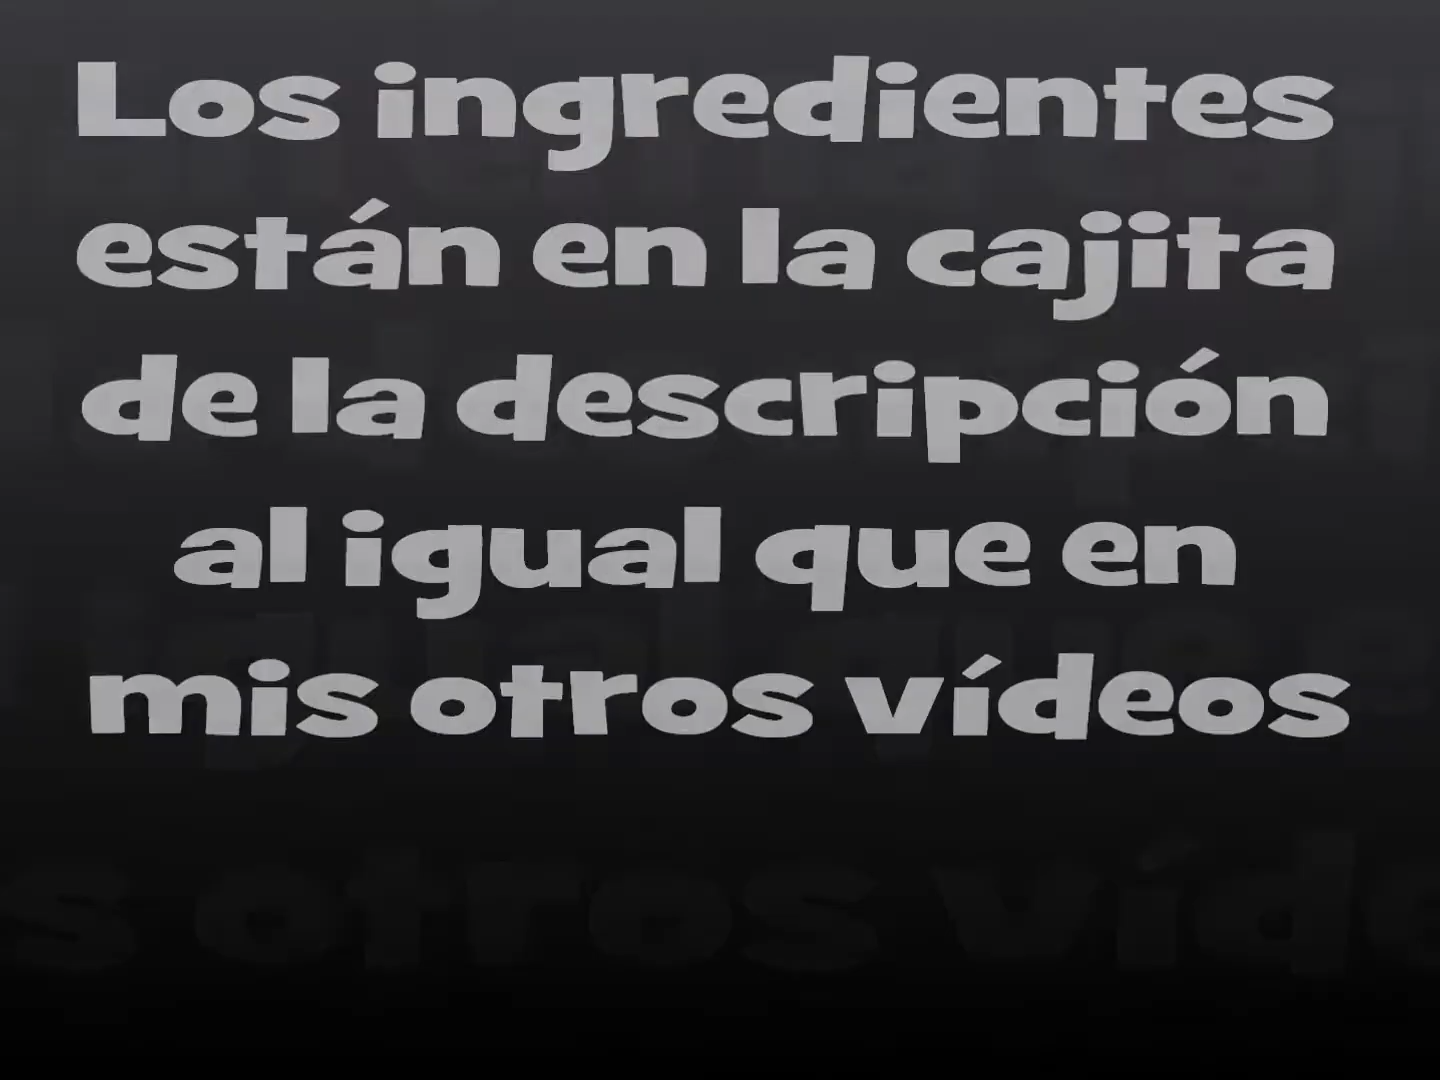 Los ingredientes
están en la cajita
de la descripción
al igual que en
mis otros vídeos